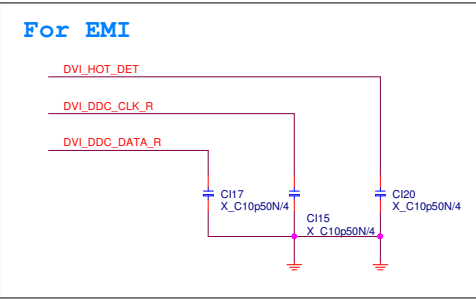 For EMI
DVI_HOT_DET
DVI_DDC_CLK_R
DVI_DDC_DATA_R
CI17
X_C10p50N/4
CI15
X_C10p50N/4
CI20
X_C10p50N/4